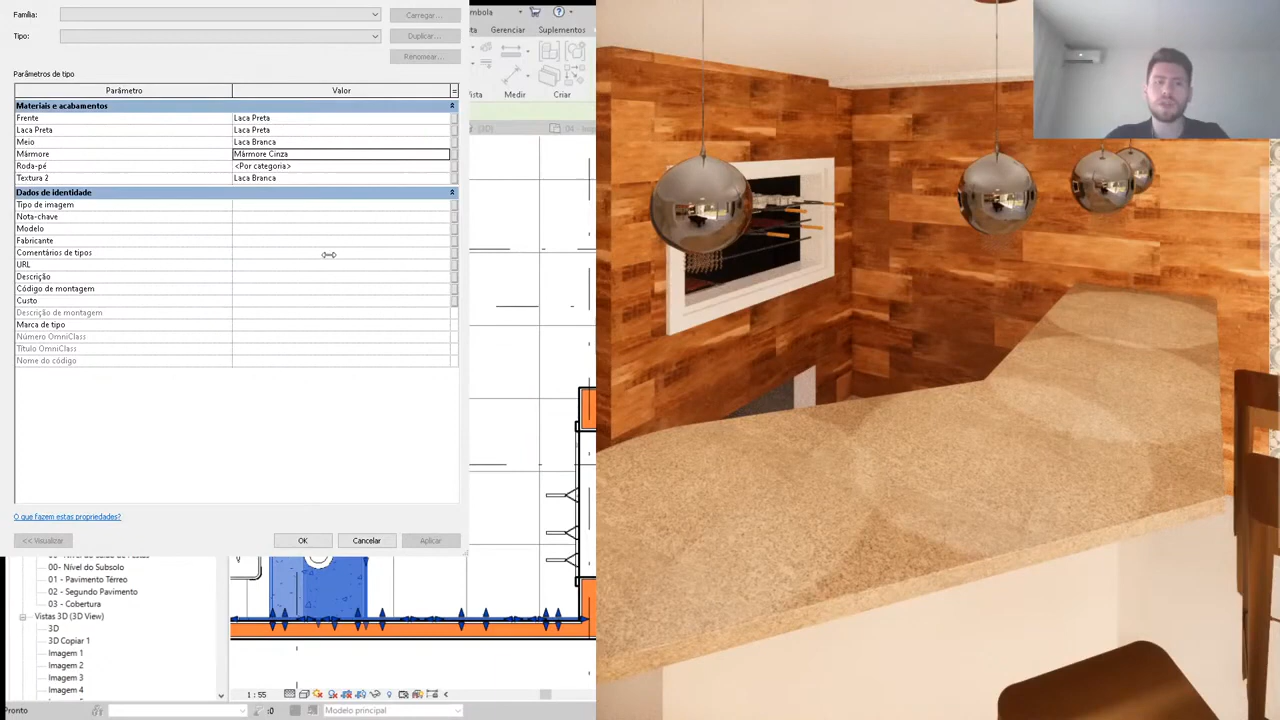 Família:
Carregar...
mbola
Tipo:
Duplicar...
ta
Gerenciar
Suplementos
Renomear...
Parâmetros de tipo
Parâmetro
Valor
=
Vista
Medir
Criar
Materiais e acabamentos
Frente
Laca Preta
Laca Preta
Laca Preta
Meio
Laca Branca
Mármore
Mármore Cinza
Roda-pé
<Por categoria>
Textura 2
Laca Branca
Dados de identidade
Tipo de imagem
Nota-chave
Modelo
Fabricante
Comentários de tipos
URL
Descrição
Código de montagem
Custo
Descrição de montagem
Marca de tipo
Número OmniClass
Título OmniClass
Nome do código
O que fazem estas propriedades?
<< Visualizar
OK
Cancelar
Aplicar
00- Nível do Subsolo
01 - Pavimento Térreo
02 - Segundo Pavimento
03 - Cobertura
Vistas 3D (3D View)
3D
3D Copiar 1
Imagem 1
Imagem 2
Imagem 3
Imagem 4
1 : 55
Pronto
:0
Modelo principal